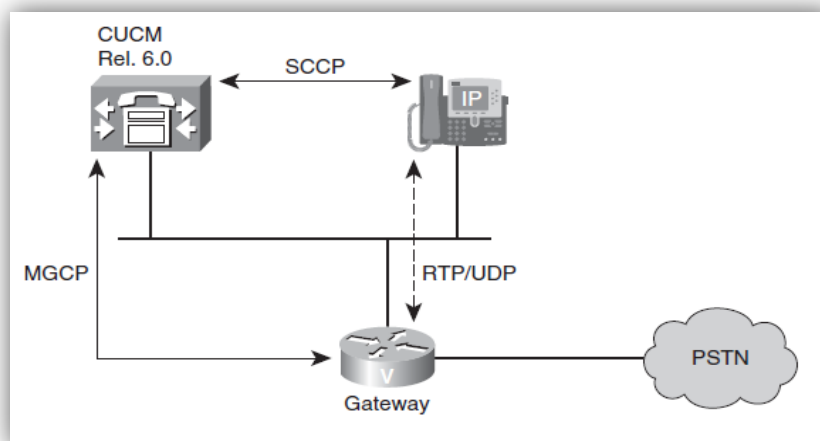 CUCM
Rel. 6.0
SCCP
IP
MGCP
RTP/UDP
V
Gateway
PSTN